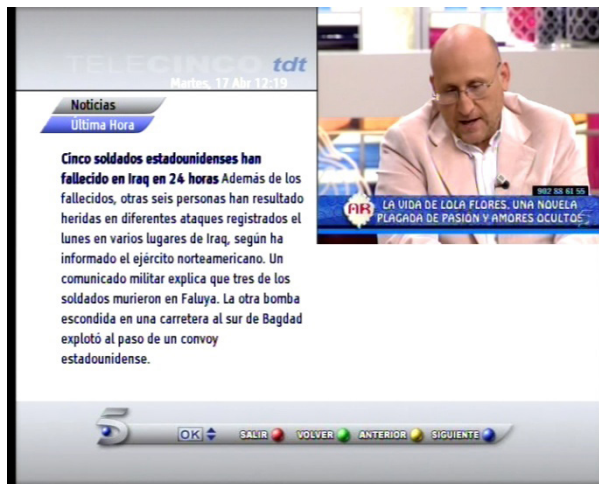 TELECINCO tdt
Martes, 17 Abr 12:19
Noticias
Última Hora
Cinco soldados estadounidenses han
fallecido en Iraq en 24 horas Además de los
fallecidos, otras seis personas han resultado
heridas en diferentes ataques registrados el
lunes en varios lugares de Iraq, según ha
informado el ejército norteamericano. Un
comunicado militar explica que tres de los
soldados murieron en Faluya. La otra bomba
escondida en una carretera al sur de Bagdad
explotó al paso de un convoy
estadounidense.
902 88 61 55
AR
LA VIDA DE LOLA FLORES, UNA NOVELA
PLAGADA DE PASIÓN Y AMORES OCULTOS
5
OK SALIR VOLVER ANTERIOR SIGUIENTE